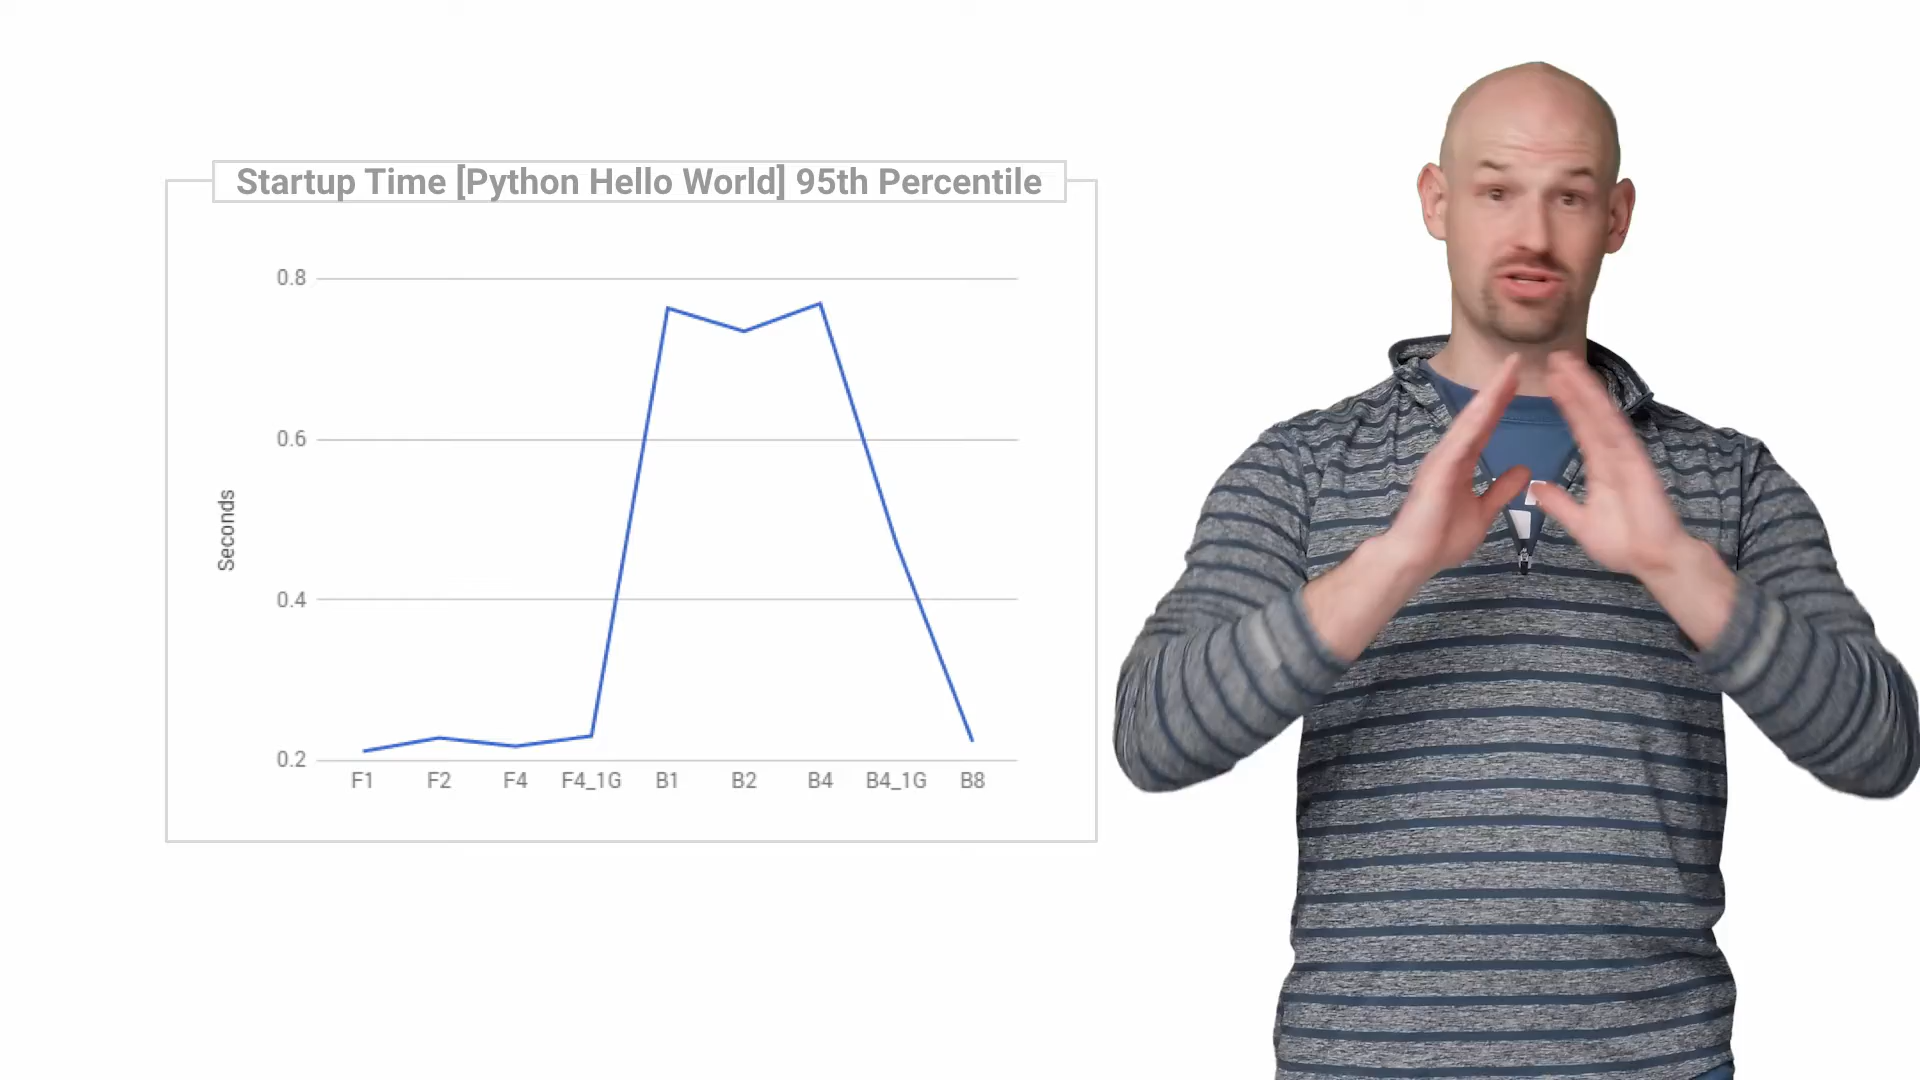 Startup Time [Python Hello World] 95th Percentile
0.8
0.6
Seconds
0.4
0.2
F1 F2 F4 F4_1G B1 B2 B4 B4_1G B8